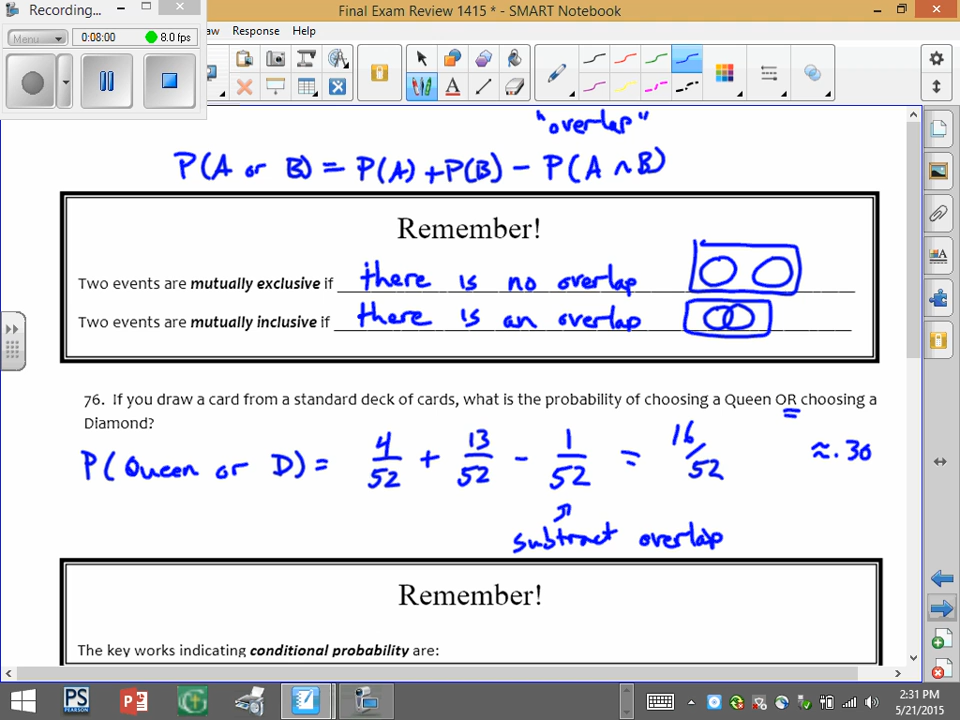 Recording...
Final Exam Review 1415 * - SMART Notebook
Menu
0:08:00
8.0 fps
aw Response Help
"overlap"
P(A or B) = P(A) + P(B) - P(A ∩ B)
Remember!
Two events are mutually exclusive if there is no overlap
Two events are mutually inclusive if there is an overlap
76. If you draw a card from a standard deck of cards, what is the probability of choosing a Queen OR choosing a
Diamond?
P(Queen or D) = 4/52 + 13/52 - 1/52 = 16/52 ≈.30
subtract overlap
Remember!
The key works indicating conditional probability are:
PS
PEARSON
2:31 PM
5/21/2015